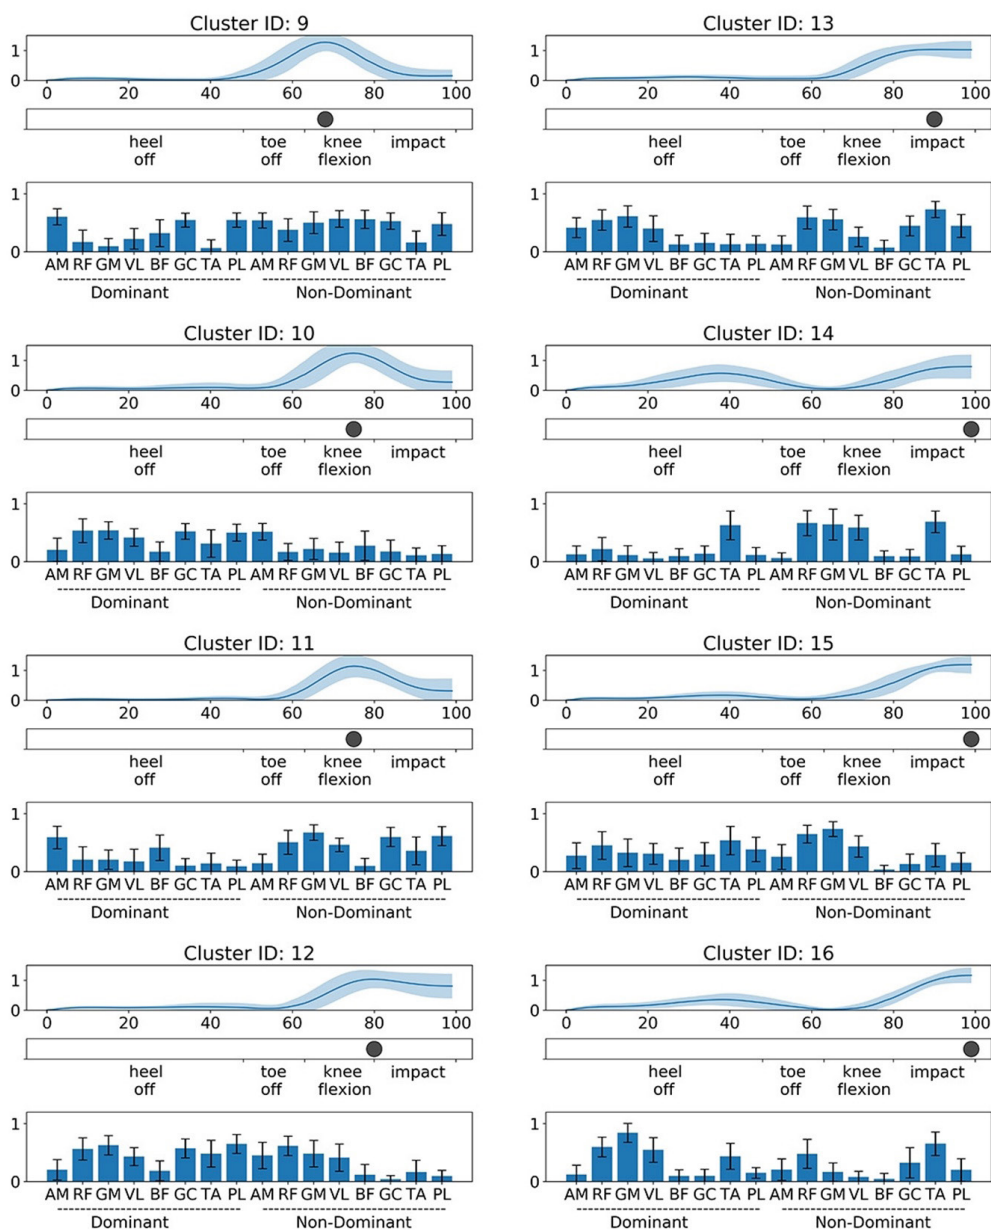 Cluster ID: 9
1
0
0 20 40 60 80 100
heel toe knee impact
off off flexion
1
0
AM RF GM VL BF GC TA PL AM RF GM VL BF GC TA PL
Dominant Non-Dominant
Cluster ID: 10
1
0
0 20 40 60 80 100
heel toe knee impact
off off flexion
1
0
AM RF GM VL BF GC TA PL AM RF GM VL BF GC TA PL
Dominant Non-Dominant
Cluster ID: 11
1
0
0 20 40 60 80 100
heel toe knee impact
off off flexion
1
0
AM RF GM VL BF GC TA PL AM RF GM VL BF GC TA PL
Dominant Non-Dominant
Cluster ID: 12
1
0
0 20 40 60 80 100
heel toe knee impact
off off flexion
1
0
AM RF GM VL BF GC TA PL AM RF GM VL BF GC TA PL
Dominant Non-Dominant
Cluster ID: 13
1
0
0 20 40 60 80 100
heel toe knee impact
off off flexion
1
0
AM RF GM VL BF GC TA PL AM RF GM VL BF GC TA PL
Dominant Non-Dominant
Cluster ID: 14
1
0
0 20 40 60 80 100
heel toe knee impact
off off flexion
1
0
AM RF GM VL BF GC TA PL AM RF GM VL BF GC TA PL
Dominant Non-Dominant
Cluster ID: 15
1
0
0 20 40 60 80 100
heel toe knee impact
off off flexion
1
0
AM RF GM VL BF GC TA PL AM RF GM VL BF GC TA PL
Dominant Non-Dominant
Cluster ID: 16
1
0
0 20 40 60 80 100
heel toe knee impact
off off flexion
1
0
AM RF GM VL BF GC TA PL AM RF GM VL BF GC TA PL
Dominant Non-Dominant